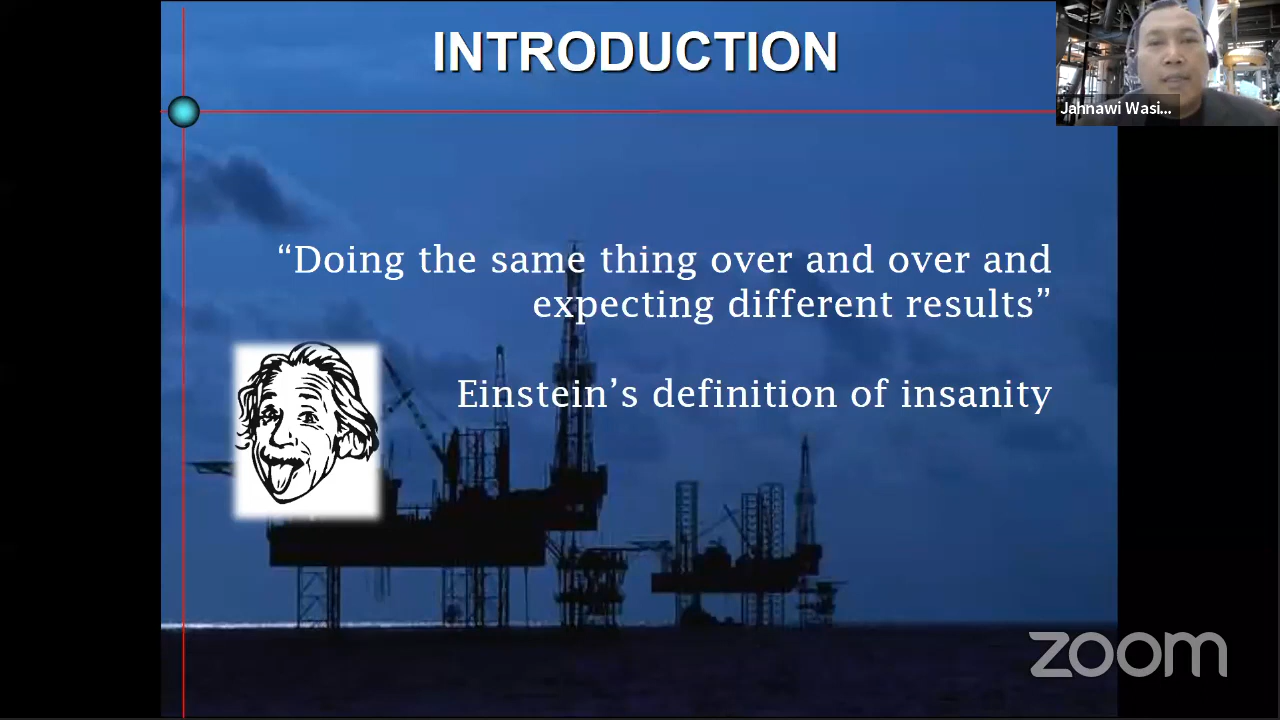 INTRODUCTION
Jahnawi Wasi...
“Doing the same thing over and over and
expecting different results”
Einstein’s definition of insanity
zoom